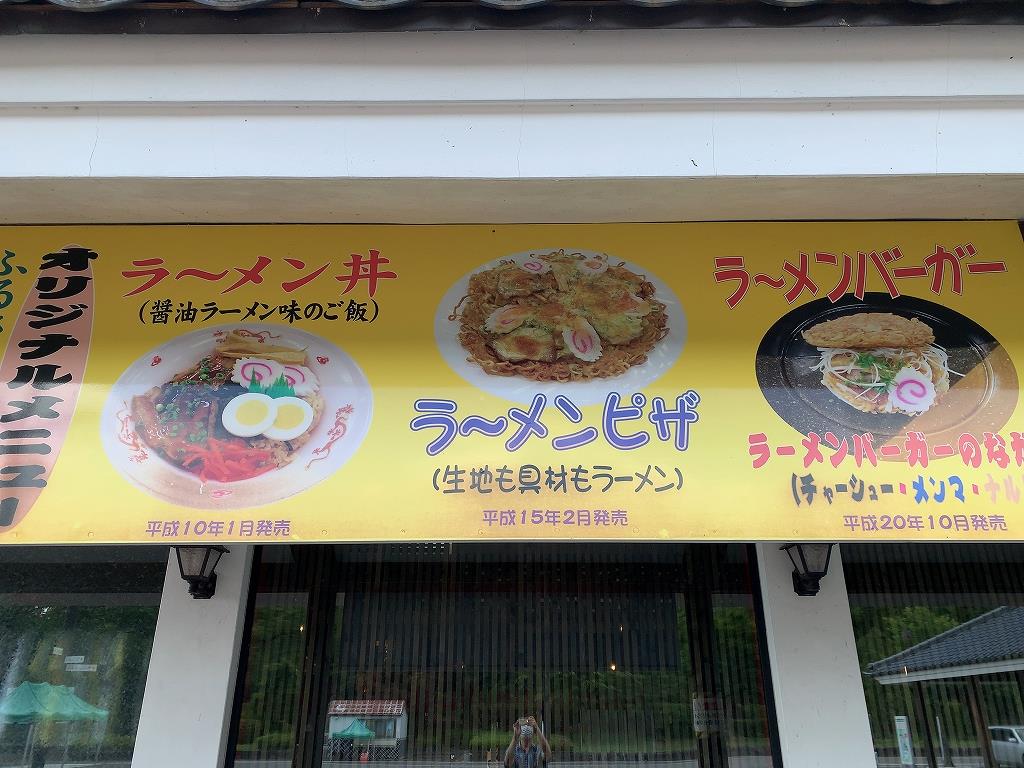 ふる
オリジナルメニュー
ラ〜メン丼
(醤油ラーメン味のご飯)
平成10年1月発売
ラ〜メンピザ
(生地も具材もラーメン)
平成15年2月発売
ラ〜メンバーガー
ラーメンバーガーのなか
(チャーシュー・メンマ・ナル
平成20年10月発売